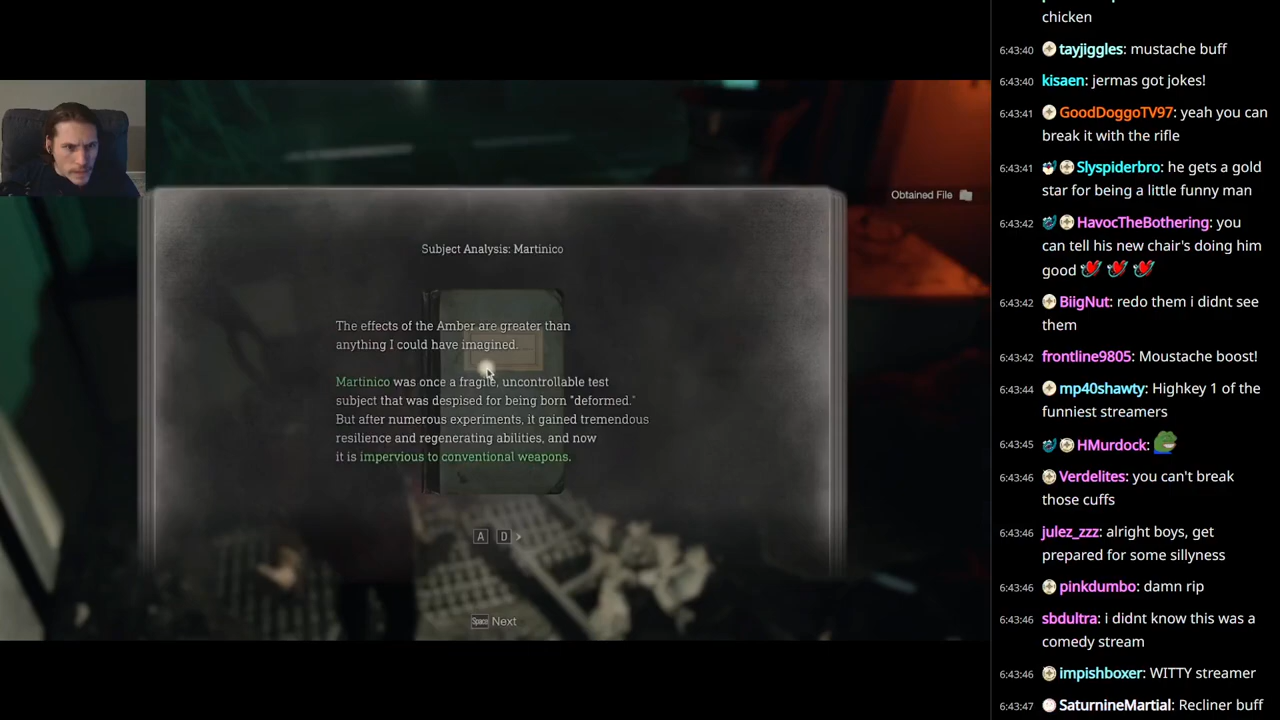 Obtained File
Subject Analysis: Martinico
The effects of the Amber are greater than
anything I could have imagined.
Martinico was once a fragile, uncontrollable test
subject that was despised for being born "deformed."
But after numerous experiments, it gained tremendous
resilience and regenerating abilities, and now
it is impervious to conventional weapons.
A D >
Space Next
chicken
6:43:40 tayjiggles: mustache buff
6:43:40 kisaen: jermas got jokes!
6:43:41 GoodDoggoTV97: yeah you can
break it with the rifle
6:43:41 Slyspiderbro: he gets a gold
star for being a little funny man
6:43:42 HavocTheBothering: you
can tell his new chair's doing him
good
6:43:42 BiigNut: redo them i didnt see
them
6:43:42 frontline9805: Moustache boost!
6:43:44 mp40shawty: Highkey 1 of the
funniest streamers
6:43:45 HMurdock:
6:43:46 Verdelites: you can't break
those cuffs
6:43:46 julez_zzz: alright boys, get
prepared for some sillyness
6:43:46 pinkdumbo: damn rip
6:43:46 sbdultra: i didnt know this was a
comedy stream
6:43:46 impishboxer: WITTY streamer
6:43:47 SaturnineMartial: Recliner buff